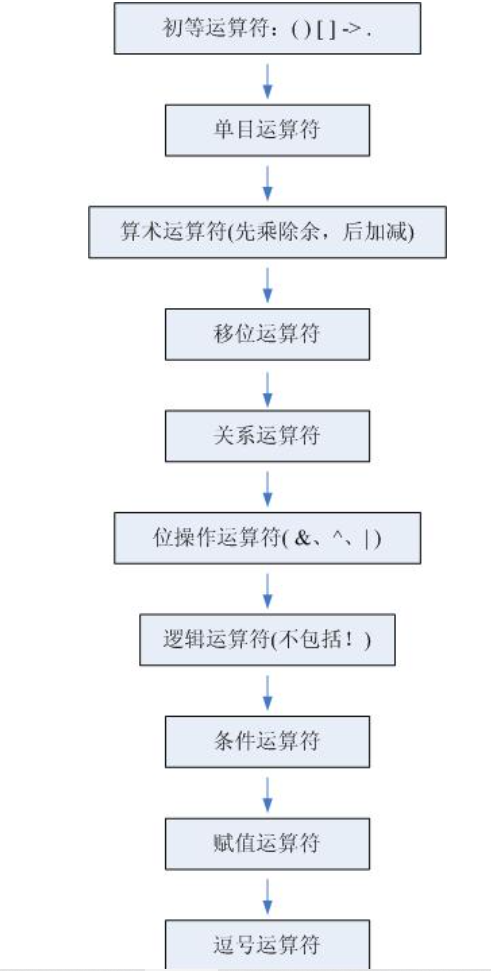 初等运算符：( ) [ ] -> .
单目运算符
算术运算符(先乘除余，后加减)
移位运算符
关系运算符
位操作运算符( &、^、| )
逻辑运算符(不包括！)
条件运算符
赋值运算符
逗号运算符